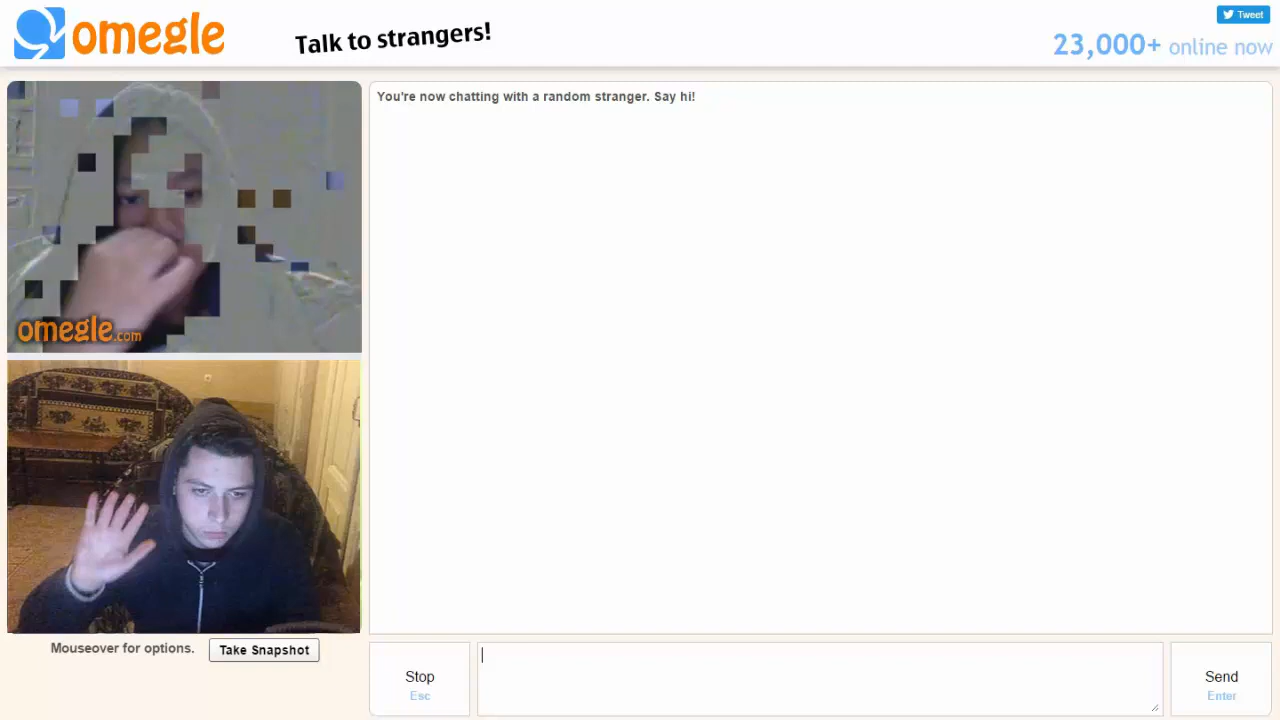 omegle
Talk to strangers!
Tweet
23,000+ online now
You're now chatting with a random stranger. Say hi!
omegle.com
Mouseover for options.
Take Snapshot
Stop
Esc
Send
Enter